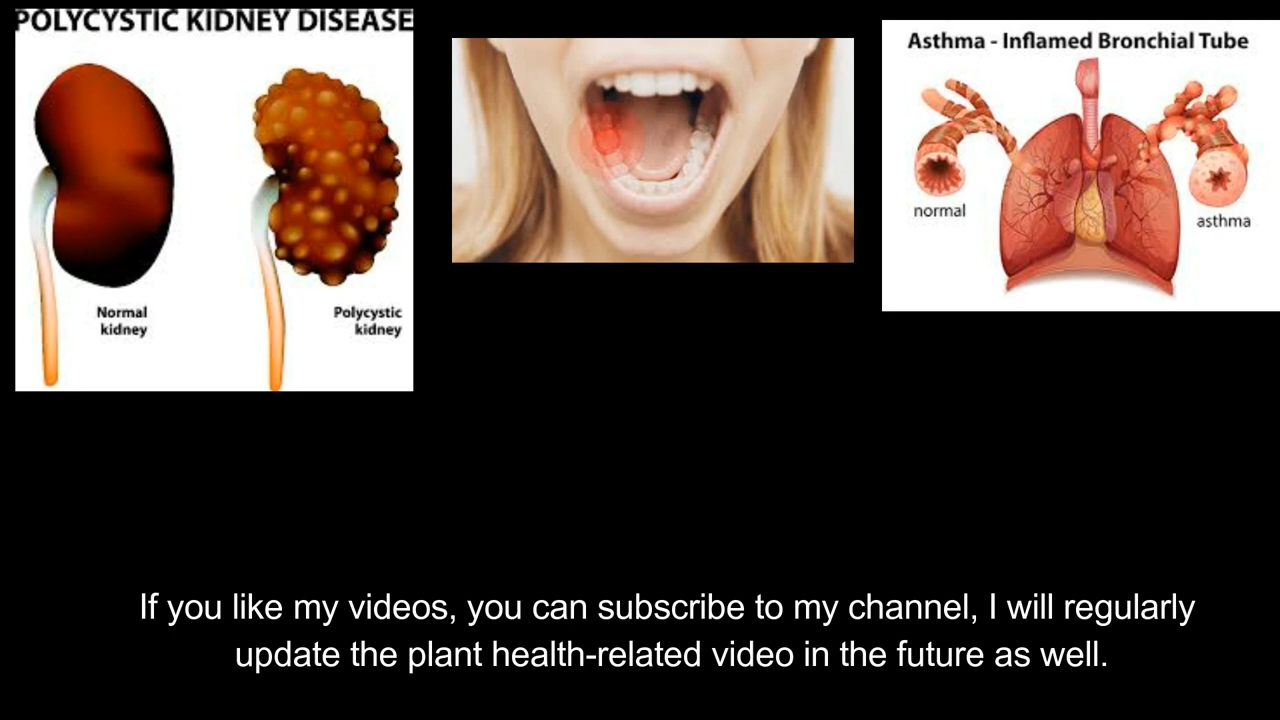 POLYCYSTIC KIDNEY DISEASE
Normal
kidney
Polycystic
kidney
Asthma - Inflamed Bronchial Tube
normal
asthma
If you like my videos, you can subscribe to my channel, I will regularly
update the plant health-related video in the future as well.